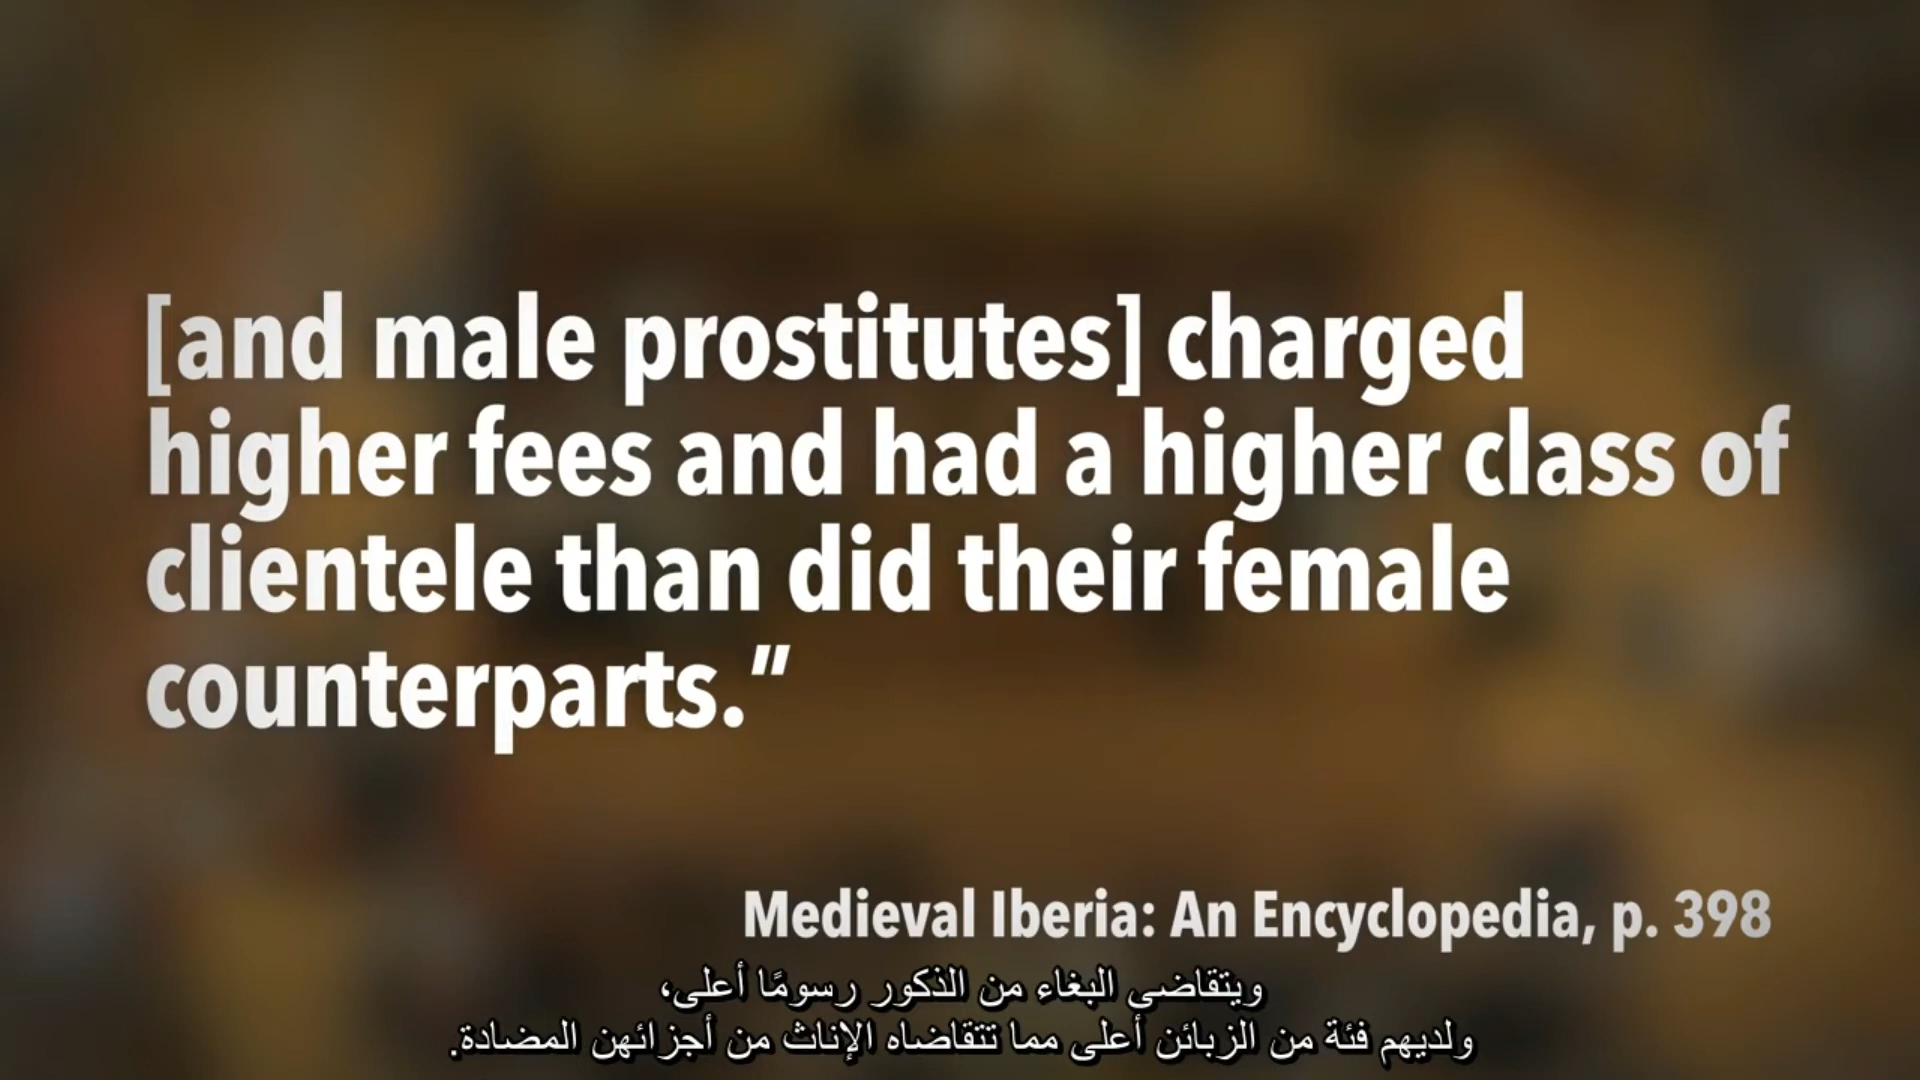 [and male prostitutes] charged
higher fees and had a higher class of
clientele than did their female
counterparts.”
Medieval Iberia: An Encyclopedia, p. 398
ويتقاضى البغاء من الذكور رسومًا أعلى،
ولديهم فئة من الزبائن أعلى مما تتقاضاه الإناث من أجزائهن المضادة.